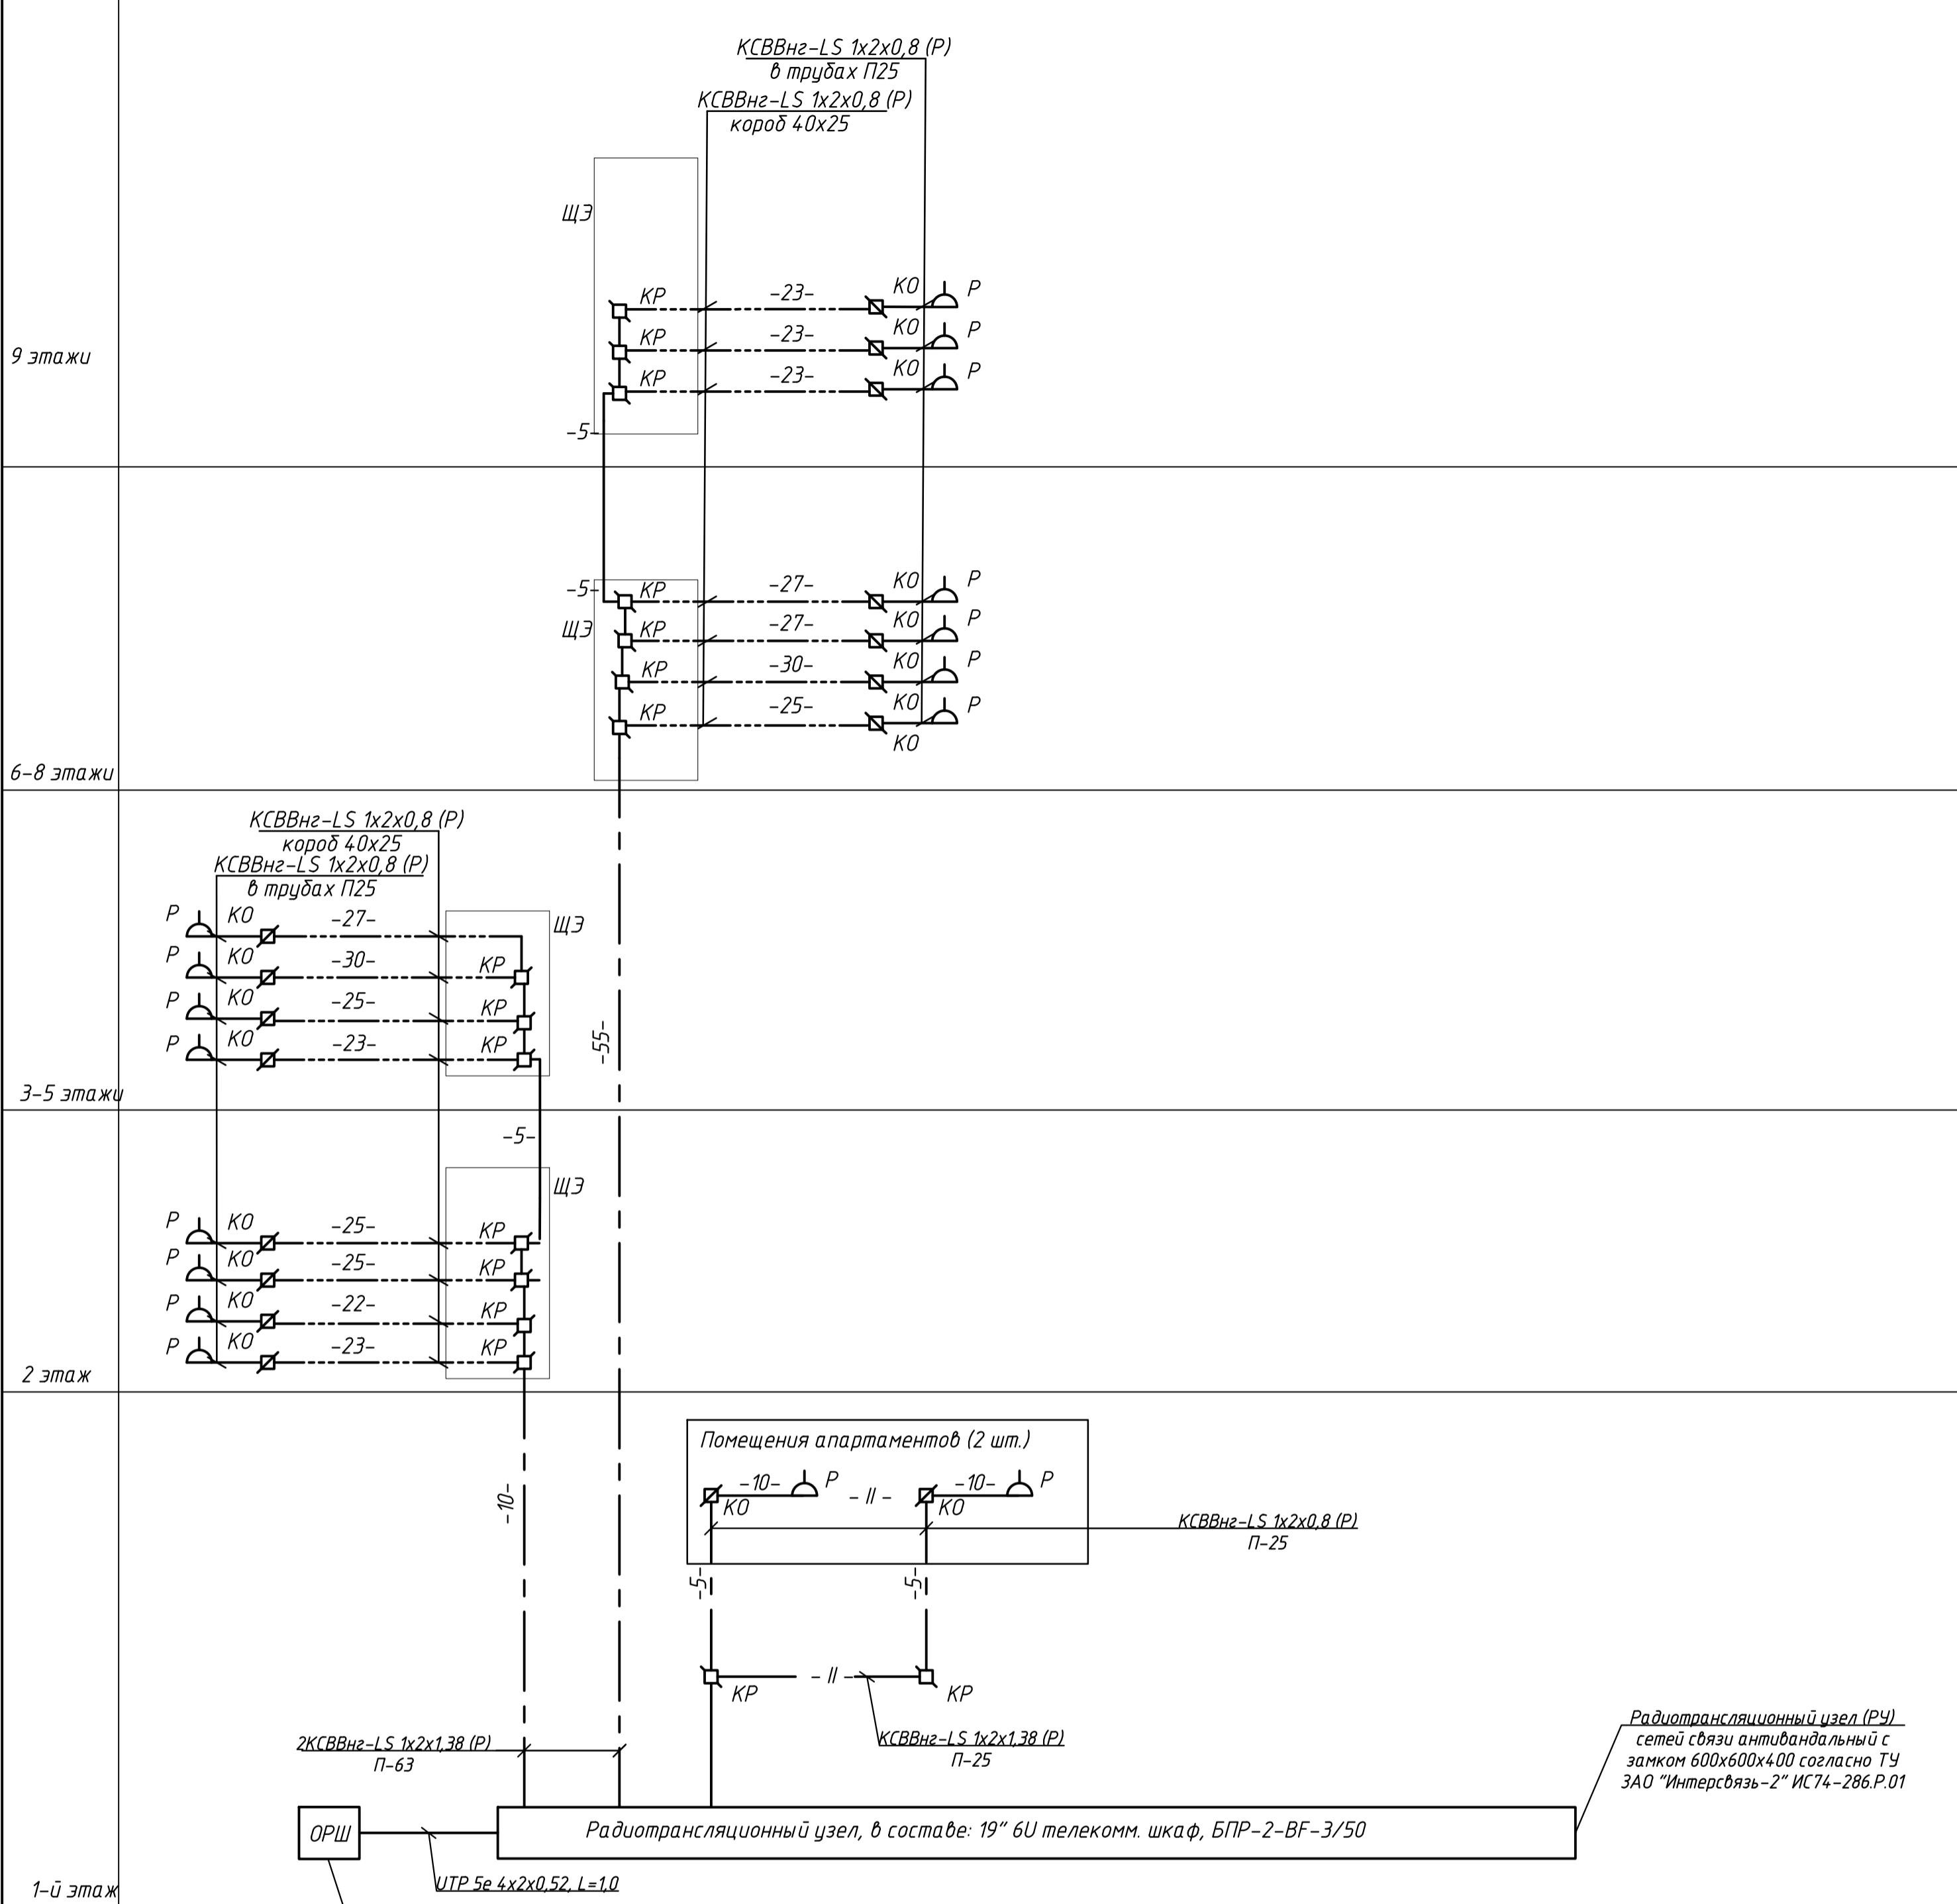 КСВВнг-LS 1х2х0,8 (Р)
в трубах П25
КСВВнг-LS 1х2х0,8 (Р)
короб 40х25
ЩЭ
КР -23- КО Р
КР -23- КО Р
КР -23- КО Р
9 этажи
-5-
-5- КР -27- КО Р
ЩЭ КР -27- КО Р
КР -30- КО Р
КР -25- КО Р
КО
6-8 этажи
КСВВнг-LS 1х2х0,8 (Р)
короб 40х25
КСВВнг-LS 1х2х0,8 (Р)
в трубах П25
Р КО -27- ЩЭ
Р КО -30- КР
Р КО -25- КР
Р КО -23- КР
-55-
3-5 этажи
-5-
ЩЭ
Р КО -25- КР
Р КО -25- КР
Р КО -22- КР
Р КО -23- КР
2 этаж
Помещения апартаментов (2 шт.)
-10- Р - II - -10- Р
КО КО
-10-
КСВВнг-LS 1х2х0,8 (Р)
П-25
-5- -5-
- II -
КР КР
2КСВВнг-LS 1х2х1,38 (Р)
П-63
КСВВнг-LS 1х2х1,38 (Р)
П-25
Радиотрансляционный узел (РУ)
сетей связи антивандальный с
замком 600х600х400 согласно ТУ
ЗАО "Интерсвязь-2" ИС74-286.Р.01
ОРШ
Радиотрансляционный узел, в составе: 19" 6U телекомм. шкаф, БПР-2-BF-3/50
UTP 5e 4x2x0,52, L=1,0
1-й этаж